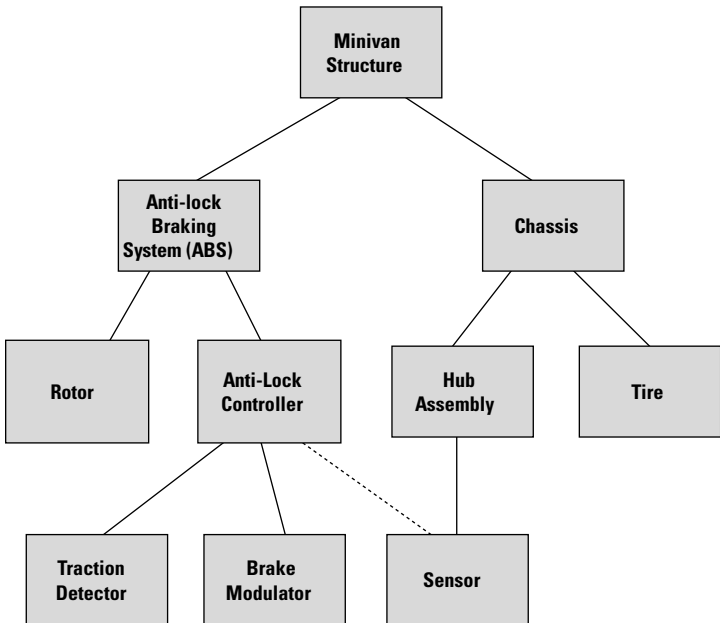 Minivan
Structure
Anti-lock
Braking
System (ABS)
Chassis
Rotor
Anti-Lock
Controller
Hub
Assembly
Tire
Traction
Detector
Brake
Modulator
Sensor